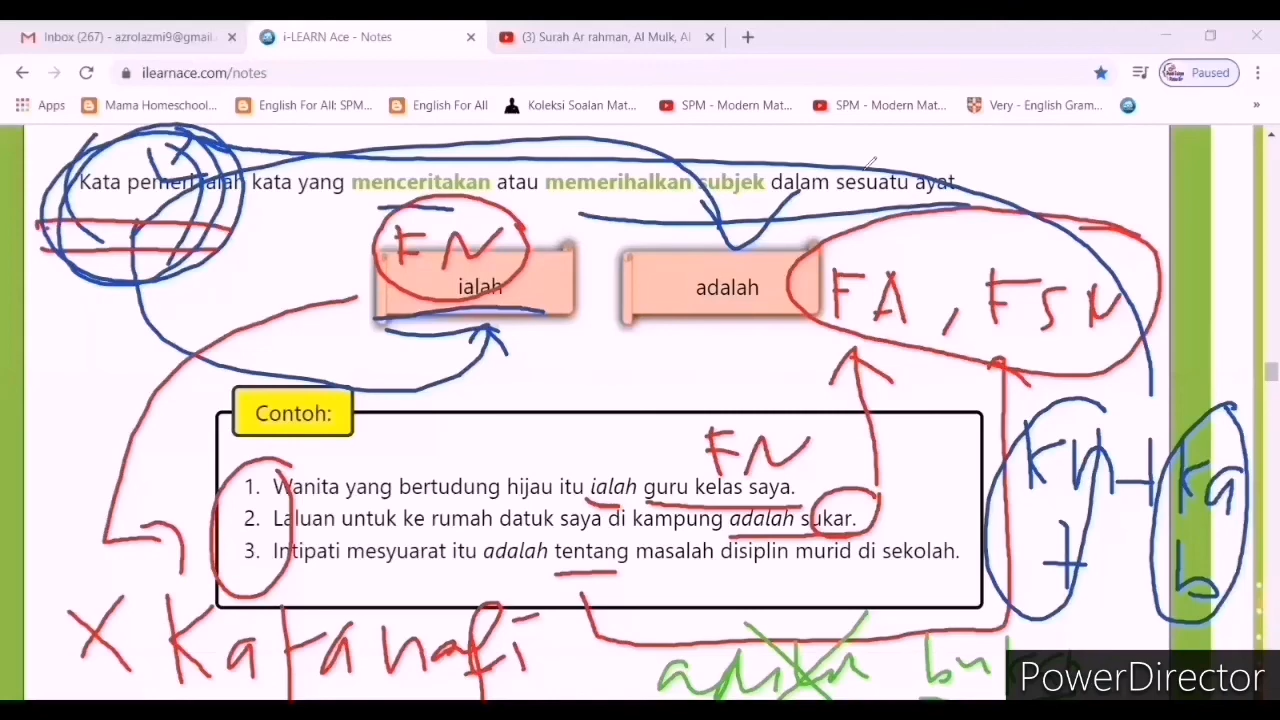 Inbox (267) - azrolazmi9@gmail. i-LEARN Ace - Notes (3) Surah Ar rahman, Al Mulk, Al
ilearnace.com/notes Paused
Apps Mama Homeschool... English For All: SPM... English For All Koleksi Soalan Mat... SPM - Modern Mat... SPM - Modern Mat... Very - English Gram...
Kata pemeri ialah kata yang menceritakan atau memerihalkan subjek dalam sesuatu ayat.
FN
ialah adalah FA, FSN
Contoh:
FN
1. Wanita yang bertudung hijau itu ialah guru kelas saya.
2. Laluan untuk ke rumah datuk saya di kampung adalah sukar.
3. Intipati mesyuarat itu adalah tentang masalah disiplin murid di sekolah.
X Kata nafi
PowerDirector